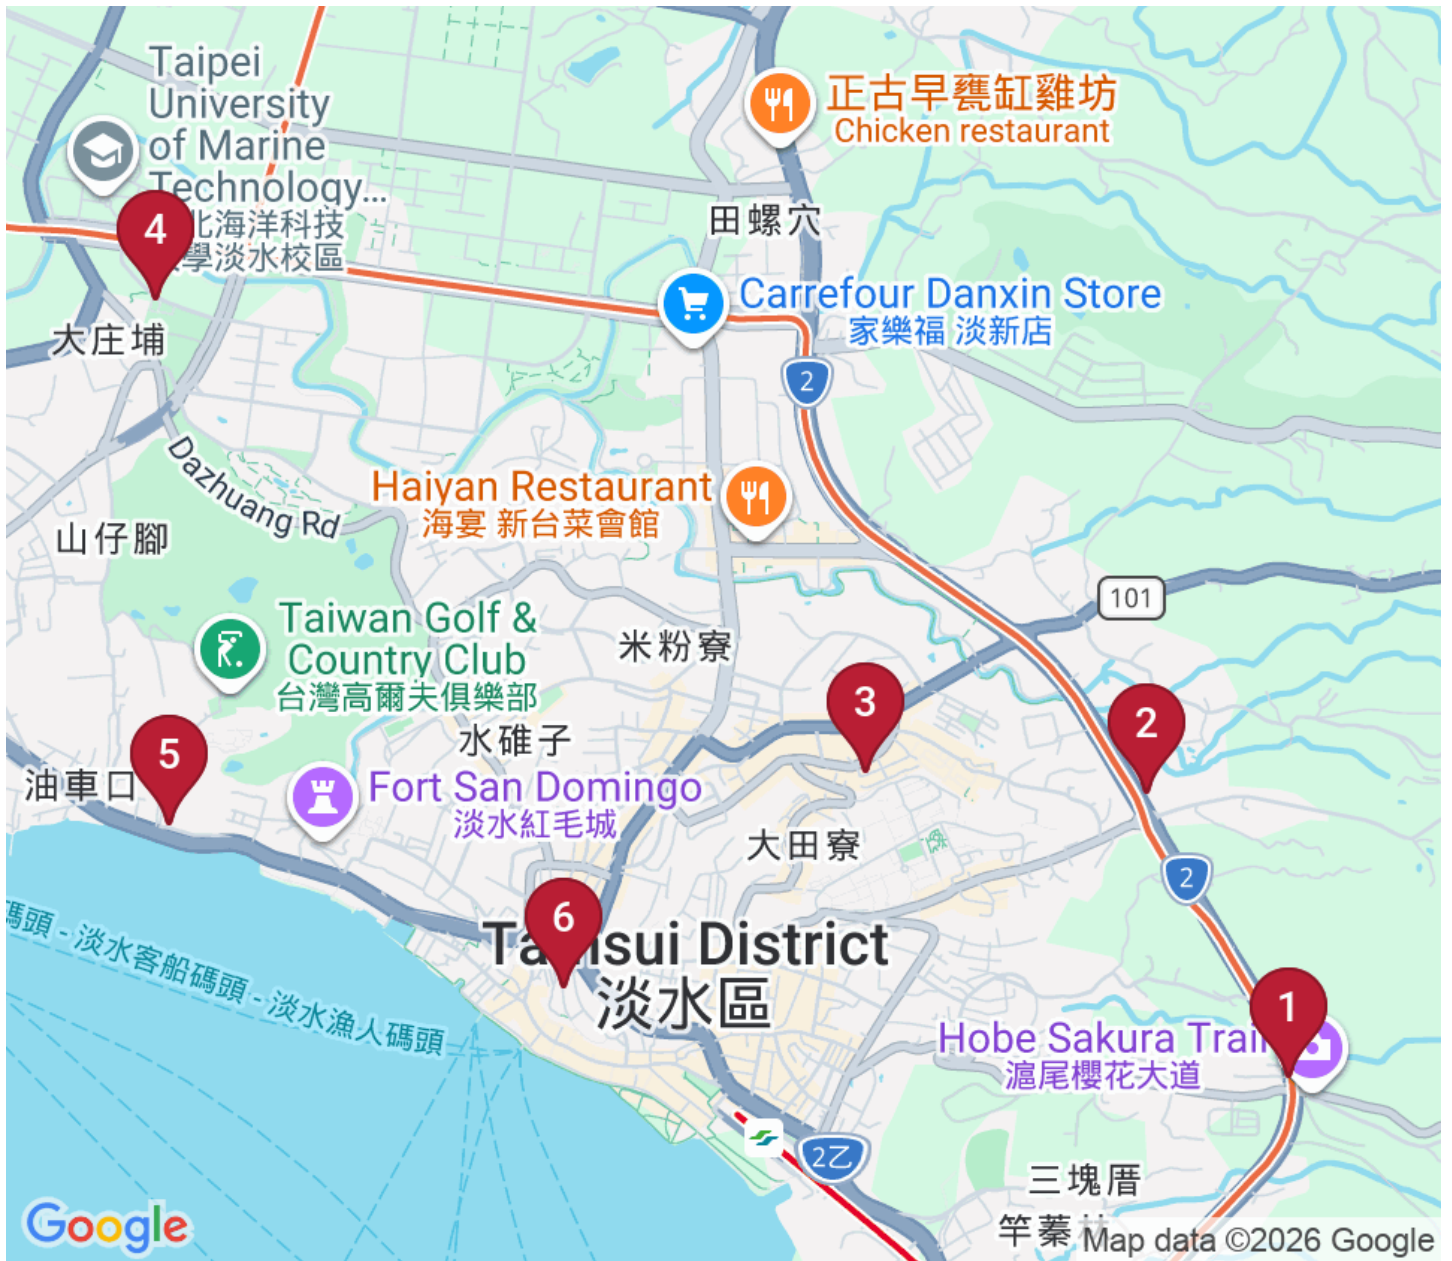 Taipei
University
of Marine
Technology...
北海洋科技
學淡水校區
4
正古早甕缸雞坊
Chicken restaurant
田螺穴
Carrefour Danxin Store
家樂福 淡新店
大庄埔
2
Dazhuang Rd
Haiyan Restaurant
海宴 新台菜會館
山仔腳
101
Taiwan Golf &
Country Club
台灣高爾夫俱樂部
米粉寮
3
2
水碓子
5
油車口
Fort San Domingo
淡水紅毛城
大田寮
2
6
Tamsui District
淡水區
碼頭 - 淡水客船碼頭 - 淡水漁人碼頭
1
Hobe Sakura Trail
滬尾櫻花大道
2乙
三塊厝
竿蓁林
Google
Map data ©2026 Google